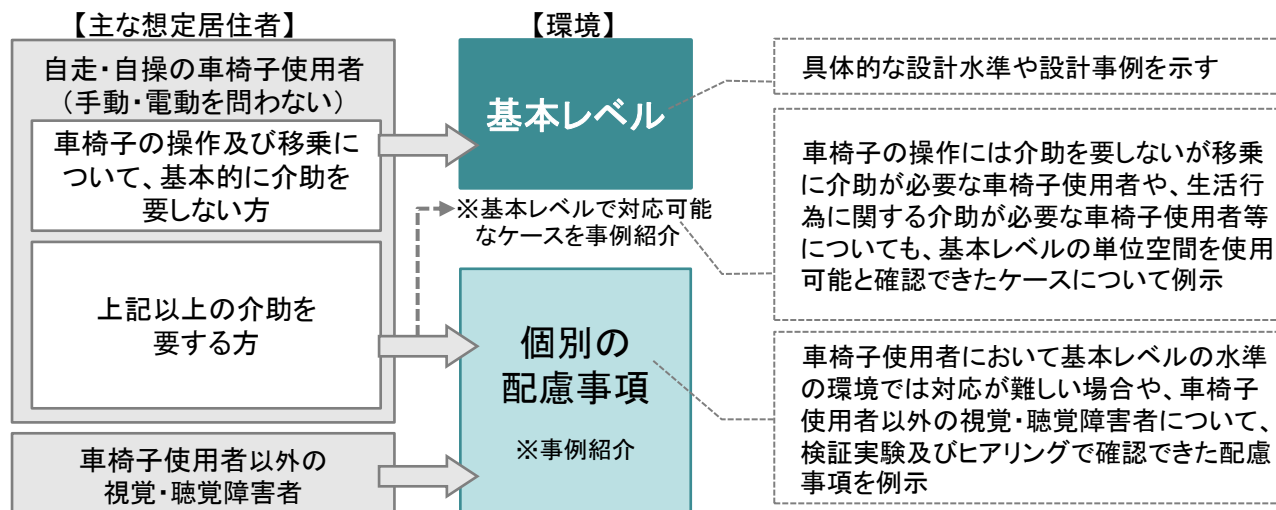 【主な想定居住者】
自走・自操の車椅子使用者
（手動・電動を問わない）
車椅子の操作及び移乗に
ついて、基本的に介助を
要しない方
上記以上の介助を
要する方
車椅子使用者以外の
視覚・聴覚障害者
【環境】
基本レベル
※基本レベルで対応可能
なケースを事例紹介
個別の
配慮事項
※事例紹介
具体的な設計水準や設計事例を示す
車椅子の操作には介助を要しないが移乗
に介助が必要な車椅子使用者や、生活行
為に関する介助が必要な車椅子使用者等
についても、基本レベルの単位空間を使用
可能と確認できたケースについて例示
車椅子使用者において基本レベルの水準
の環境では対応が難しい場合や、車椅子
使用者以外の視覚・聴覚障害者について、
検証実験及びヒアリングで確認できた配慮
事項を例示